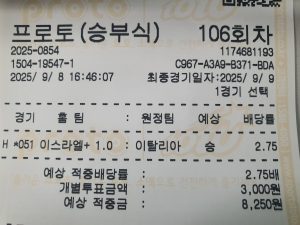 프로토(승부식) 106회차
2025-0854 1174681193
1504-19547-1 C967-A3A9-B371-BDA
2025/ 9/ 8 16:46:07 최종경기일자:2025/ 9/ 9
1경기 선택
경기 홈 팀 : 원정팀 예상 배당률
H *051 이스라엘+ 1.0 : 이탈리아 승 2.75
예상 적중배당률 : 2.75배
개별투표금액 : 3,000원
예상 적중금 : 8,250원